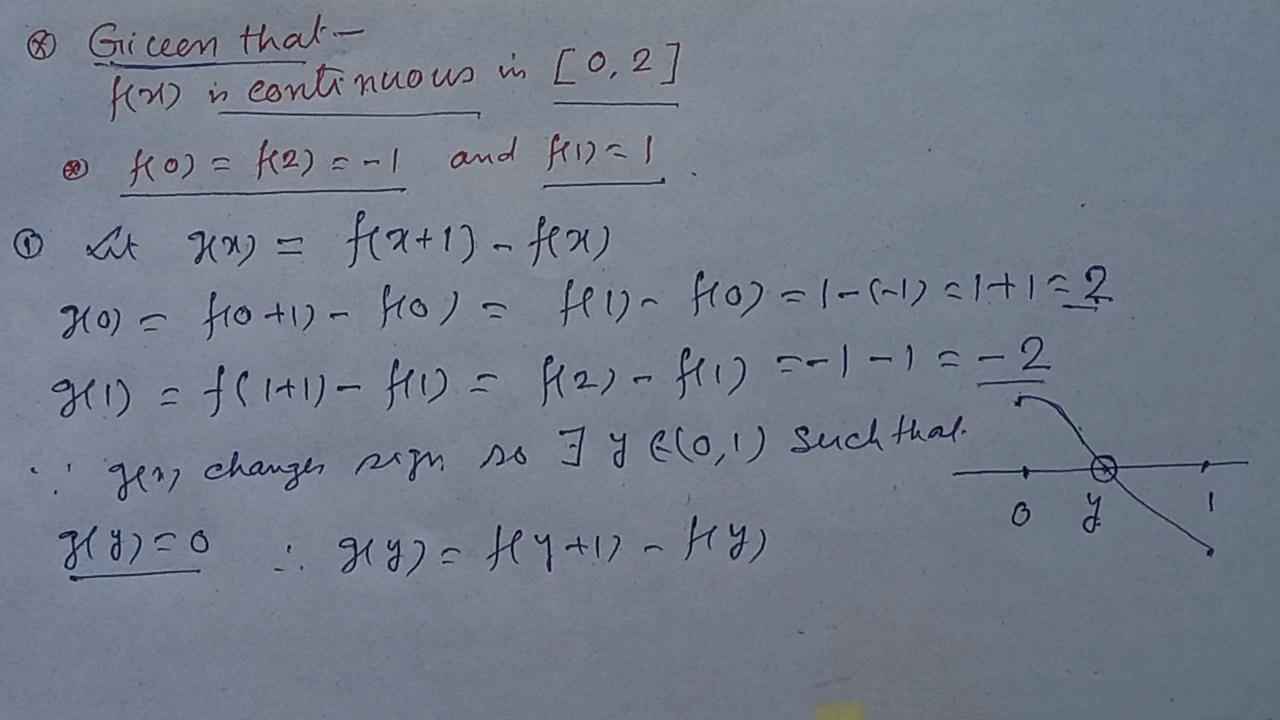 ⊛ Giveen that -
f(x) is continuous in [0, 2]
⊛ f(0) = f(2) = -1 and f(1) = 1.
① Let g(x) = f(x+1) - f(x)
g(0) = f(0+1) - f(0) = f(1) - f(0) = 1-(-1) = 1+1 = 2
g(1) = f(1+1) - f(1) = f(2) - f(1) = -1 - 1 = -2
∵ g(x) changes sign so ∃ y ∈ (0, 1) such that.
0 y 1
g(y) = 0 ∴ g(y) = f(y+1) - f(y)